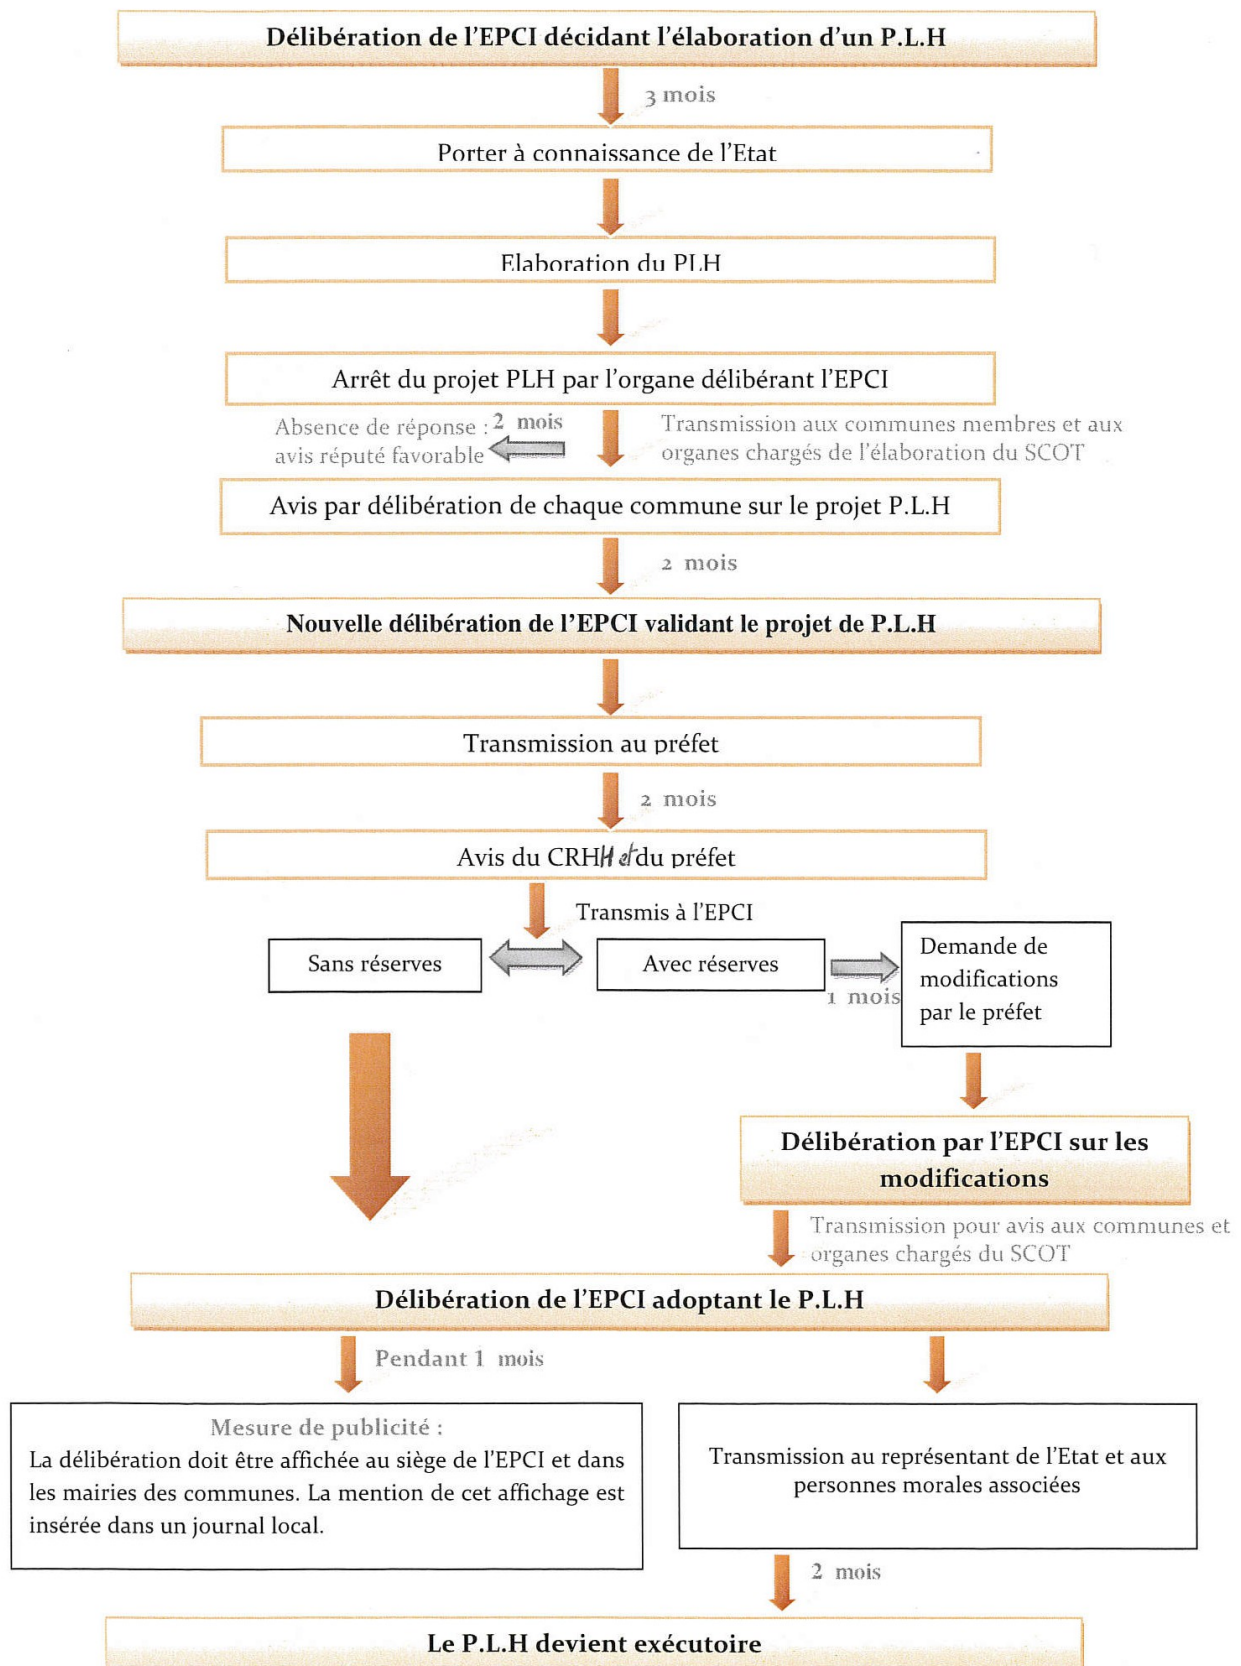 Délibération de l'EPCI décidant l'élaboration d'un P.L.H
3 mois
Porter à connaissance de l'Etat
Elaboration du PLH
Arrêt du projet PLH par l'organe délibérant l'EPCI
Absence de réponse : 2 mois
avis réputé favorable
Transmission aux communes membres et aux
organes chargés de l'élaboration du SCOT
Avis par délibération de chaque commune sur le projet P.L.H
2 mois
Nouvelle délibération de l'EPCI validant le projet de P.L.H
Transmission au préfet
2 mois
Avis du CRHH et du préfet
Transmis à l'EPCI
Sans réserves
Avec réserves
1 mois
Demande de
modifications
par le préfet
Délibération par l'EPCI sur les
modifications
Transmission pour avis aux communes et
organes chargés du SCOT
Délibération de l'EPCI adoptant le P.L.H
Pendant 1 mois
Mesure de publicité :
La délibération doit être affichée au siège de l'EPCI et dans
les mairies des communes. La mention de cet affichage est
insérée dans un journal local.
Transmission au représentant de l'Etat et aux
personnes morales associées
2 mois
Le P.L.H devient exécutoire